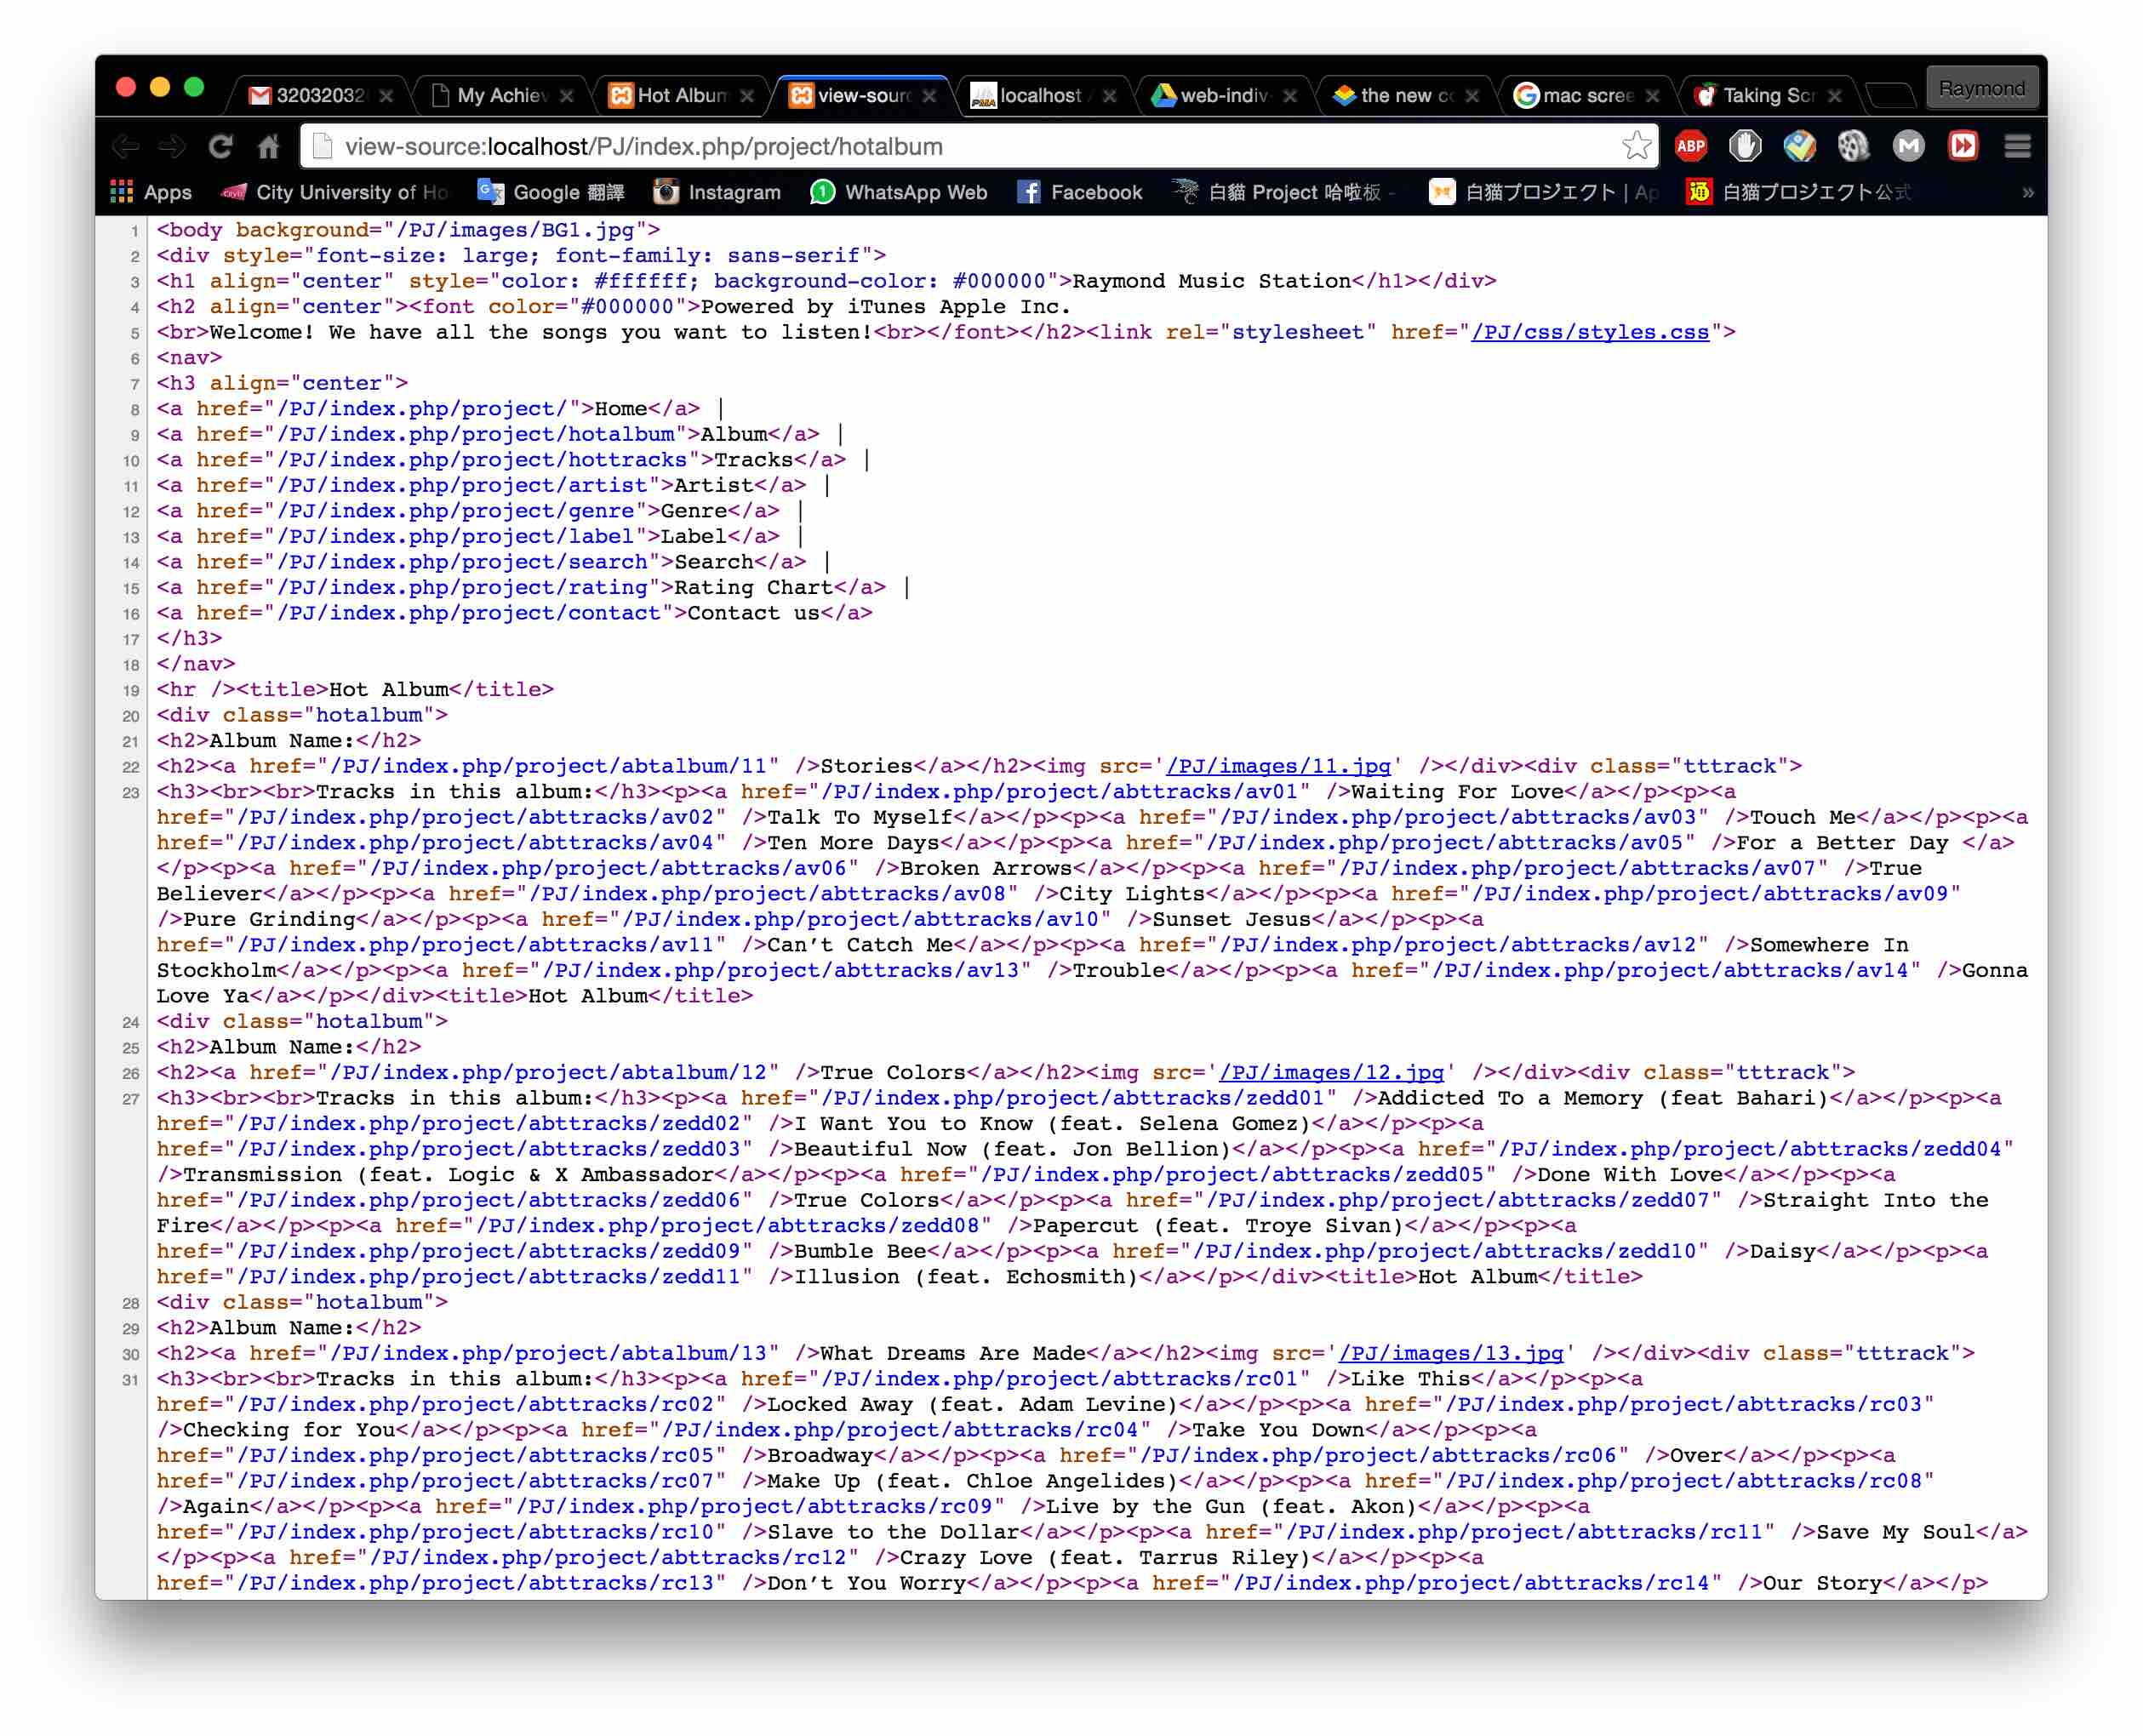 32032032
My Achiev
Hot Album
view-sour
localhost /
web-indiv
the new co
mac scree
Taking Scr
Raymond
view-source:localhost/PJ/index.php/project/hotalbum
ABP
Apps
City University of Ho
Google 翻譯
Instagram
WhatsApp Web
Facebook
白貓 Project 哈啦板 -
白猫プロジェクト | Ap
白猫プロジェクト公式
»
1 <body background="/PJ/images/BG1.jpg">
2 <div style="font-size: large; font-family: sans-serif">
3 <h1 align="center" style="color: #ffffff; background-color: #000000">Raymond Music Station</h1></div>
4 <h2 align="center"><font color="#000000">Powered by iTunes Apple Inc.
5 <br>Welcome! We have all the songs you want to listen!<br></font></h2><link rel="stylesheet" href="/PJ/css/styles.css">
6 <nav>
7 <h3 align="center">
8 <a href="/PJ/index.php/project/">Home</a> |
9 <a href="/PJ/index.php/project/hotalbum">Album</a> |
10 <a href="/PJ/index.php/project/hottracks">Tracks</a> |
11 <a href="/PJ/index.php/project/artist">Artist</a> |
12 <a href="/PJ/index.php/project/genre">Genre</a> |
13 <a href="/PJ/index.php/project/label">Label</a> |
14 <a href="/PJ/index.php/project/search">Search</a> |
15 <a href="/PJ/index.php/project/rating">Rating Chart</a> |
16 <a href="/PJ/index.php/project/contact">Contact us</a>
17 </h3>
18 </nav>
19 <hr /><title>Hot Album</title>
20 <div class="hotalbum">
21 <h2>Album Name:</h2>
22 <h2><a href="/PJ/index.php/project/abtalbum/11" />Stories</a></h2><img src='/PJ/images/11.jpg' /></div><div class="tttrack">
23 <h3><br><br>Tracks in this album:</h3><p><a href="/PJ/index.php/project/abttracks/av01" />Waiting For Love</a></p><p><a
href="/PJ/index.php/project/abttracks/av02" />Talk To Myself</a></p><p><a href="/PJ/index.php/project/abttracks/av03" />Touch Me</a></p><p><a
href="/PJ/index.php/project/abttracks/av04" />Ten More Days</a></p><p><a href="/PJ/index.php/project/abttracks/av05" />For a Better Day </a>
</p><p><a href="/PJ/index.php/project/abttracks/av06" />Broken Arrows</a></p><p><a href="/PJ/index.php/project/abttracks/av07" />True
Believer</a></p><p><a href="/PJ/index.php/project/abttracks/av08" />City Lights</a></p><p><a href="/PJ/index.php/project/abttracks/av09"
/>Pure Grinding</a></p><p><a href="/PJ/index.php/project/abttracks/av10" />Sunset Jesus</a></p><p><a
href="/PJ/index.php/project/abttracks/av11" />Can’t Catch Me</a></p><p><a href="/PJ/index.php/project/abttracks/av12" />Somewhere In
Stockholm</a></p><p><a href="/PJ/index.php/project/abttracks/av13" />Trouble</a></p><p><a href="/PJ/index.php/project/abttracks/av14" />Gonna
Love Ya</a></p></div><title>Hot Album</title>
24 <div class="hotalbum">
25 <h2>Album Name:</h2>
26 <h2><a href="/PJ/index.php/project/abtalbum/12" />True Colors</a></h2><img src='/PJ/images/12.jpg' /></div><div class="tttrack">
27 <h3><br><br>Tracks in this album:</h3><p><a href="/PJ/index.php/project/abttracks/zedd01" />Addicted To a Memory (feat Bahari)</a></p><p><a
href="/PJ/index.php/project/abttracks/zedd02" />I Want You to Know (feat. Selena Gomez)</a></p><p><a
href="/PJ/index.php/project/abttracks/zedd03" />Beautiful Now (feat. Jon Bellion)</a></p><p><a href="/PJ/index.php/project/abttracks/zedd04"
/>Transmission (feat. Logic & X Ambassador</a></p><p><a href="/PJ/index.php/project/abttracks/zedd05" />Done With Love</a></p><p><a
href="/PJ/index.php/project/abttracks/zedd06" />True Colors</a></p><p><a href="/PJ/index.php/project/abttracks/zedd07" />Straight Into the
Fire</a></p><p><a href="/PJ/index.php/project/abttracks/zedd08" />Papercut (feat. Troye Sivan)</a></p><p><a
href="/PJ/index.php/project/abttracks/zedd09" />Bumble Bee</a></p><p><a href="/PJ/index.php/project/abttracks/zedd10" />Daisy</a></p><p><a
href="/PJ/index.php/project/abttracks/zedd11" />Illusion (feat. Echosmith)</a></p></div><title>Hot Album</title>
28 <div class="hotalbum">
29 <h2>Album Name:</h2>
30 <h2><a href="/PJ/index.php/project/abtalbum/13" />What Dreams Are Made</a></h2><img src='/PJ/images/13.jpg' /></div><div class="tttrack">
31 <h3><br><br>Tracks in this album:</h3><p><a href="/PJ/index.php/project/abttracks/rc01" />Like This</a></p><p><a
href="/PJ/index.php/project/abttracks/rc02" />Locked Away (feat. Adam Levine)</a></p><p><a href="/PJ/index.php/project/abttracks/rc03"
/>Checking for You</a></p><p><a href="/PJ/index.php/project/abttracks/rc04" />Take You Down</a></p><p><a
href="/PJ/index.php/project/abttracks/rc05" />Broadway</a></p><p><a href="/PJ/index.php/project/abttracks/rc06" />Over</a></p><p><a
href="/PJ/index.php/project/abttracks/rc07" />Make Up (feat. Chloe Angelides)</a></p><p><a href="/PJ/index.php/project/abttracks/rc08"
/>Again</a></p><p><a href="/PJ/index.php/project/abttracks/rc09" />Live by the Gun (feat. Akon)</a></p><p><a
href="/PJ/index.php/project/abttracks/rc10" />Slave to the Dollar</a></p><p><a href="/PJ/index.php/project/abttracks/rc11" />Save My Soul</a>
</p><p><a href="/PJ/index.php/project/abttracks/rc12" />Crazy Love (feat. Tarrus Riley)</a></p><p><a
href="/PJ/index.php/project/abttracks/rc13" />Don’t You Worry</a></p><p><a href="/PJ/index.php/project/abttracks/rc14" />Our Story</a></p>